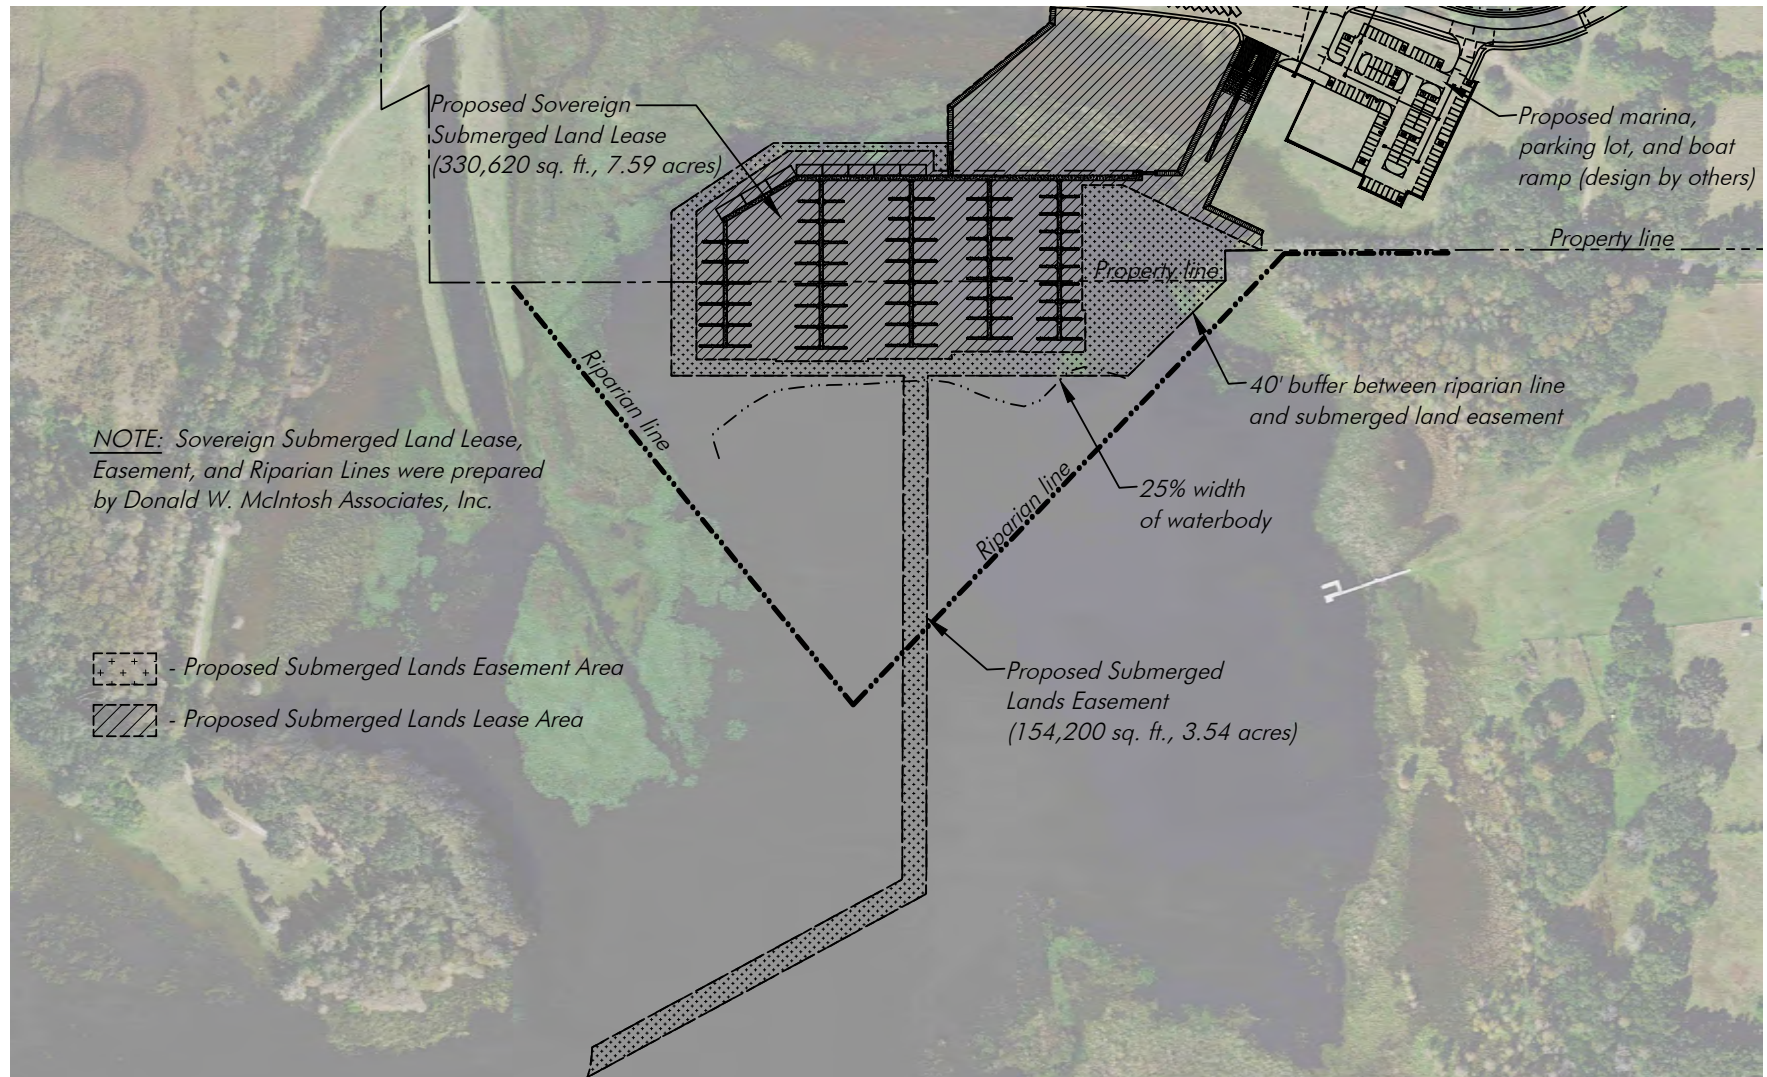 Proposed Sovereign
Submerged Land Lease
(330,620 sq. ft., 7.59 acres)
Proposed marina,
parking lot, and boat
ramp (design by others)
Property line
Property line
Riparian line
40' buffer between riparian line
and submerged land easement
NOTE: Sovereign Submerged Land Lease,
Easement, and Riparian Lines were prepared
by Donald W. McIntosh Associates, Inc.
25% width
of waterbody
Riparian line
- Proposed Submerged Lands Easement Area
- Proposed Submerged Lands Lease Area
Proposed Submerged
Lands Easement
(154,200 sq. ft., 3.54 acres)